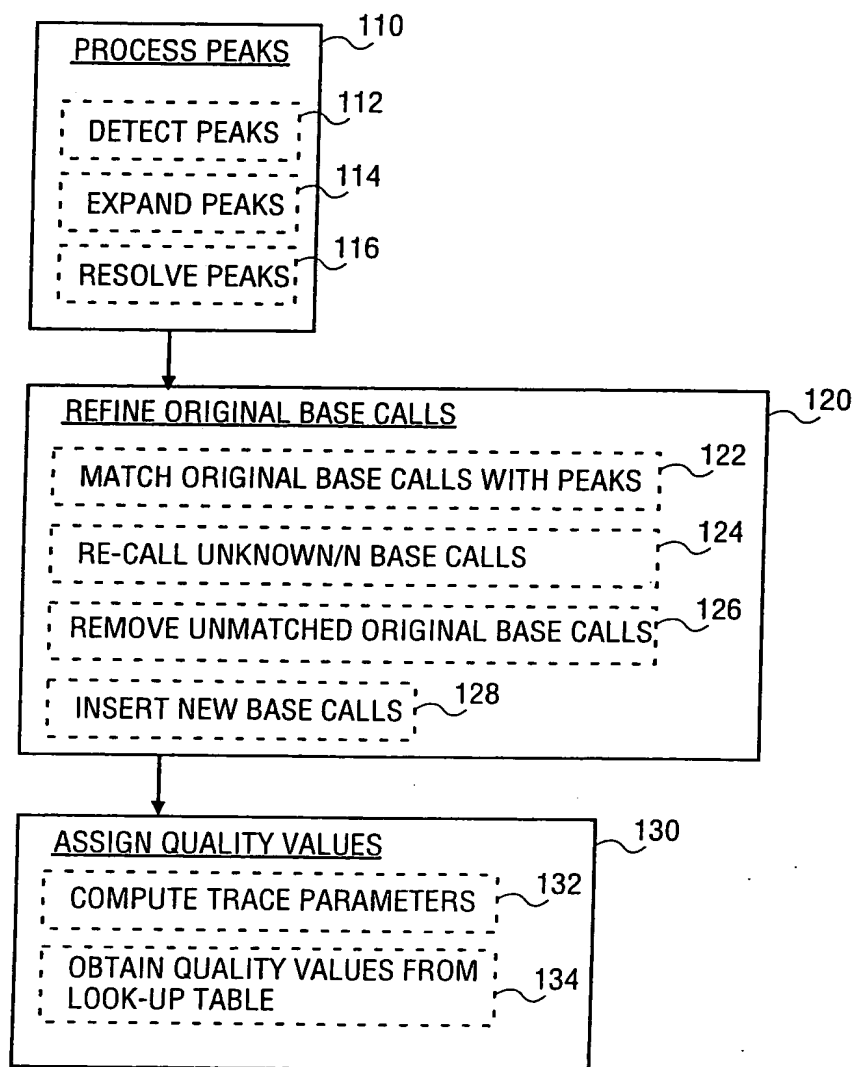 PROCESS PEAKS
110
DETECT PEAKS
112
EXPAND PEAKS
114
RESOLVE PEAKS
116
REFINE ORIGINAL BASE CALLS
120
MATCH ORIGINAL BASE CALLS WITH PEAKS
122
RE-CALL UNKNOWN/N BASE CALLS
124
REMOVE UNMATCHED ORIGINAL BASE CALLS
126
INSERT NEW BASE CALLS
128
ASSIGN QUALITY VALUES
130
COMPUTE TRACE PARAMETERS
132
OBTAIN QUALITY VALUES FROM
LOOK-UP TABLE
134